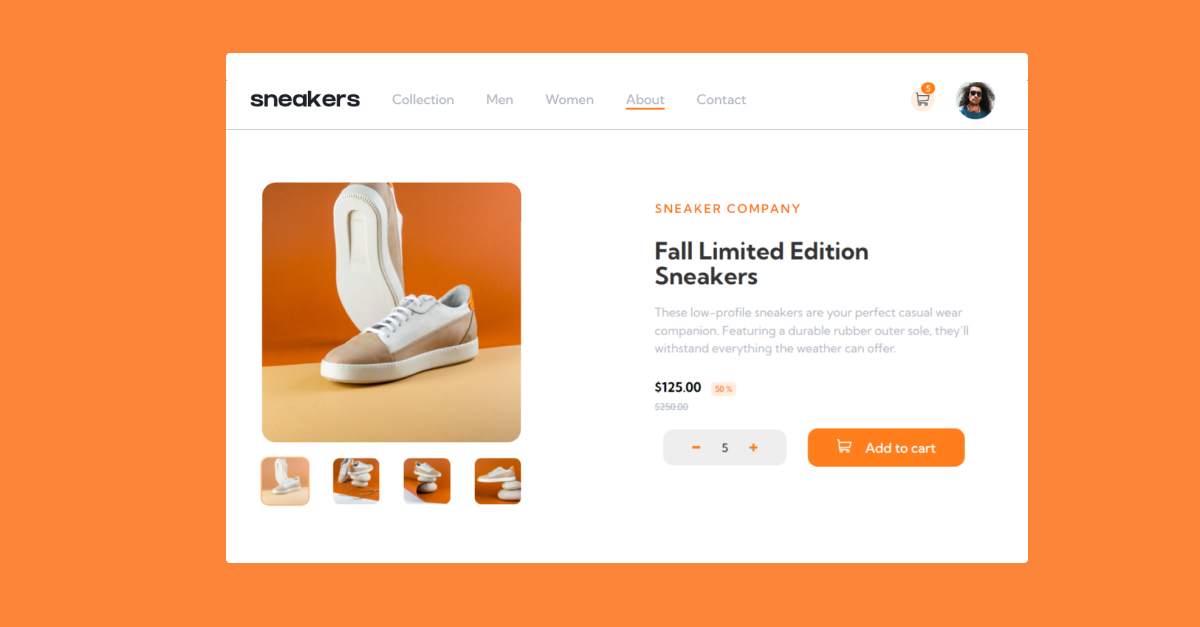 sneakers Collection Men Women About Contact 5
SNEAKER COMPANY
Fall Limited Edition
Sneakers
These low-profile sneakers are your perfect casual wear
companion. Featuring a durable rubber outer sole, they'll
withstand everything the weather can offer.
$125.00 50%
$250.00
- 5 + Add to cart